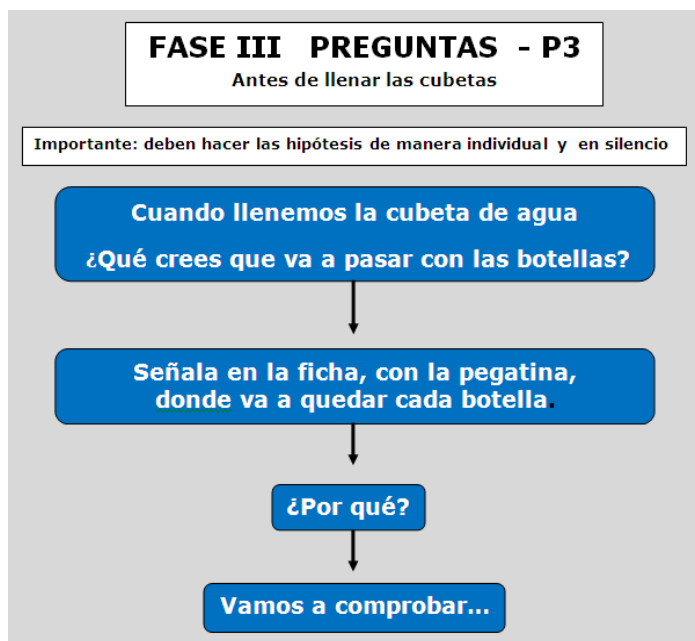 FASE III PREGUNTAS - P3
Antes de llenar las cubetas
Importante: deben hacer las hipótesis de manera individual y en silencio
Cuando llenemos la cubeta de agua
¿Qué crees que va a pasar con las botellas?
Señala en la ficha, con la pegatina,
donde va a quedar cada botella.
¿Por qué?
Vamos a comprobar...